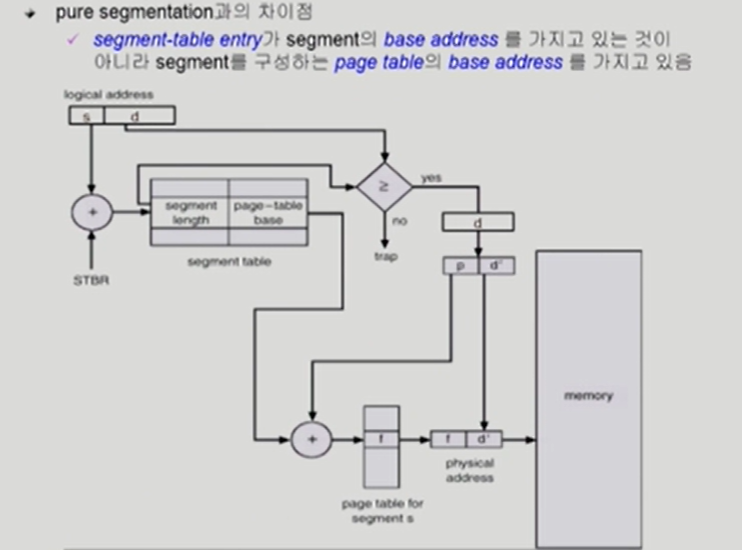 pure segmentation과의 차이점
segment-table entry가 segment의 base address 를 가지고 있는 것이
아니라 segment를 구성하는 page table의 base address 를 가지고 있음
logical address
s d
≥
yes
no
trap
+
segment length
page-table base
segment table
STBR
d
p d'
memory
+
f
f d'
physical
address
page table for
segment s